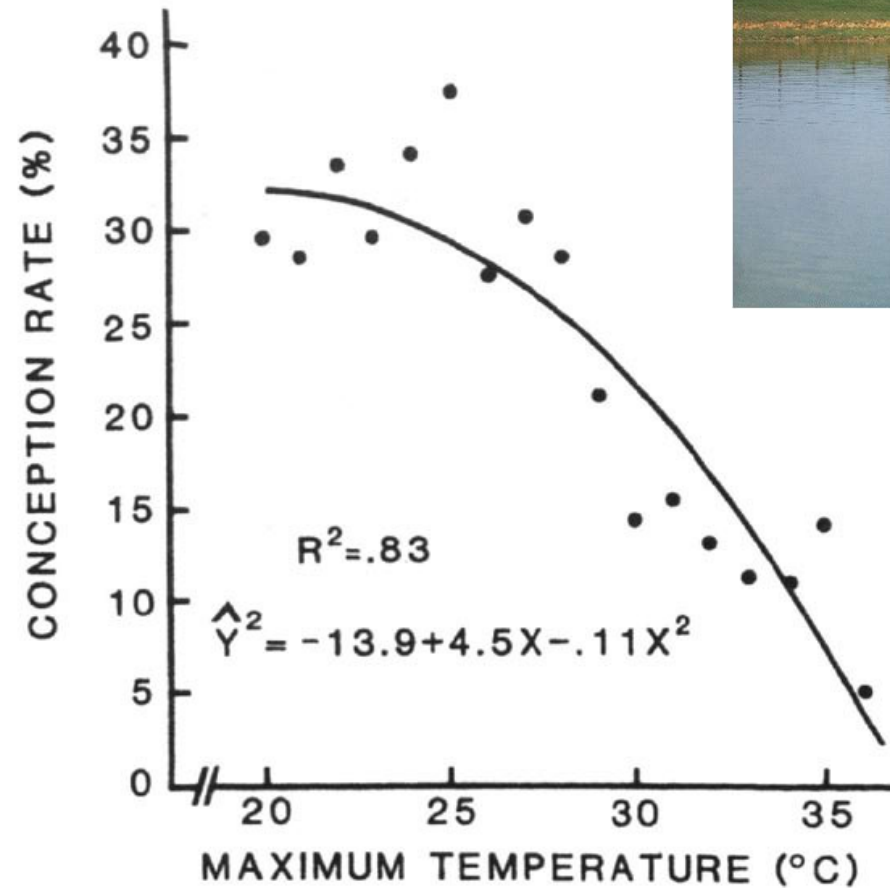 40
35
30
25
20
15
10
5
0
CONCEPTION RATE (%)
R²=.83
Ŷ²= -13.9+4.5X-.11X²
20 25 30 35
MAXIMUM TEMPERATURE (°C)